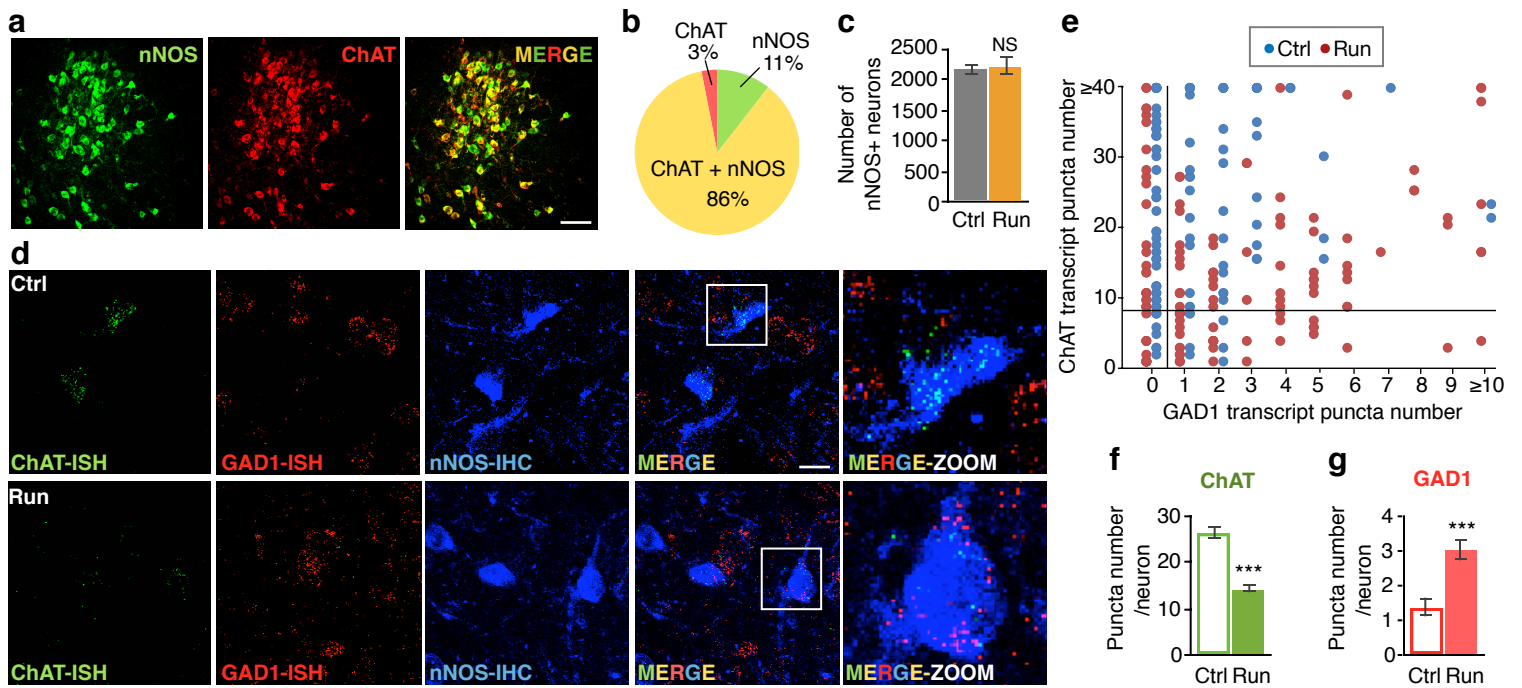 a
nNOS
ChAT
MERGE
b
ChAT
3%
nNOS
11%
ChAT + nNOS
86%
c
Number of
nNOS+ neurons
2500
2000
1500
1000
500
0
NS
Ctrl Run
d
Ctrl
ChAT-ISH
GAD1-ISH
nNOS-IHC
MERGE
MERGE-ZOOM
Run
ChAT-ISH
GAD1-ISH
nNOS-IHC
MERGE
MERGE-ZOOM
e
Ctrl Run
ChAT transcript puncta number
≥40
30
20
10
0
0 1 2 3 4 5 6 7 8 9 ≥10
GAD1 transcript puncta number
f
ChAT
Puncta number
/neuron
30
20
10
0
***
Ctrl Run
g
GAD1
Puncta number
/neuron
4
3
2
1
0
***
Ctrl Run